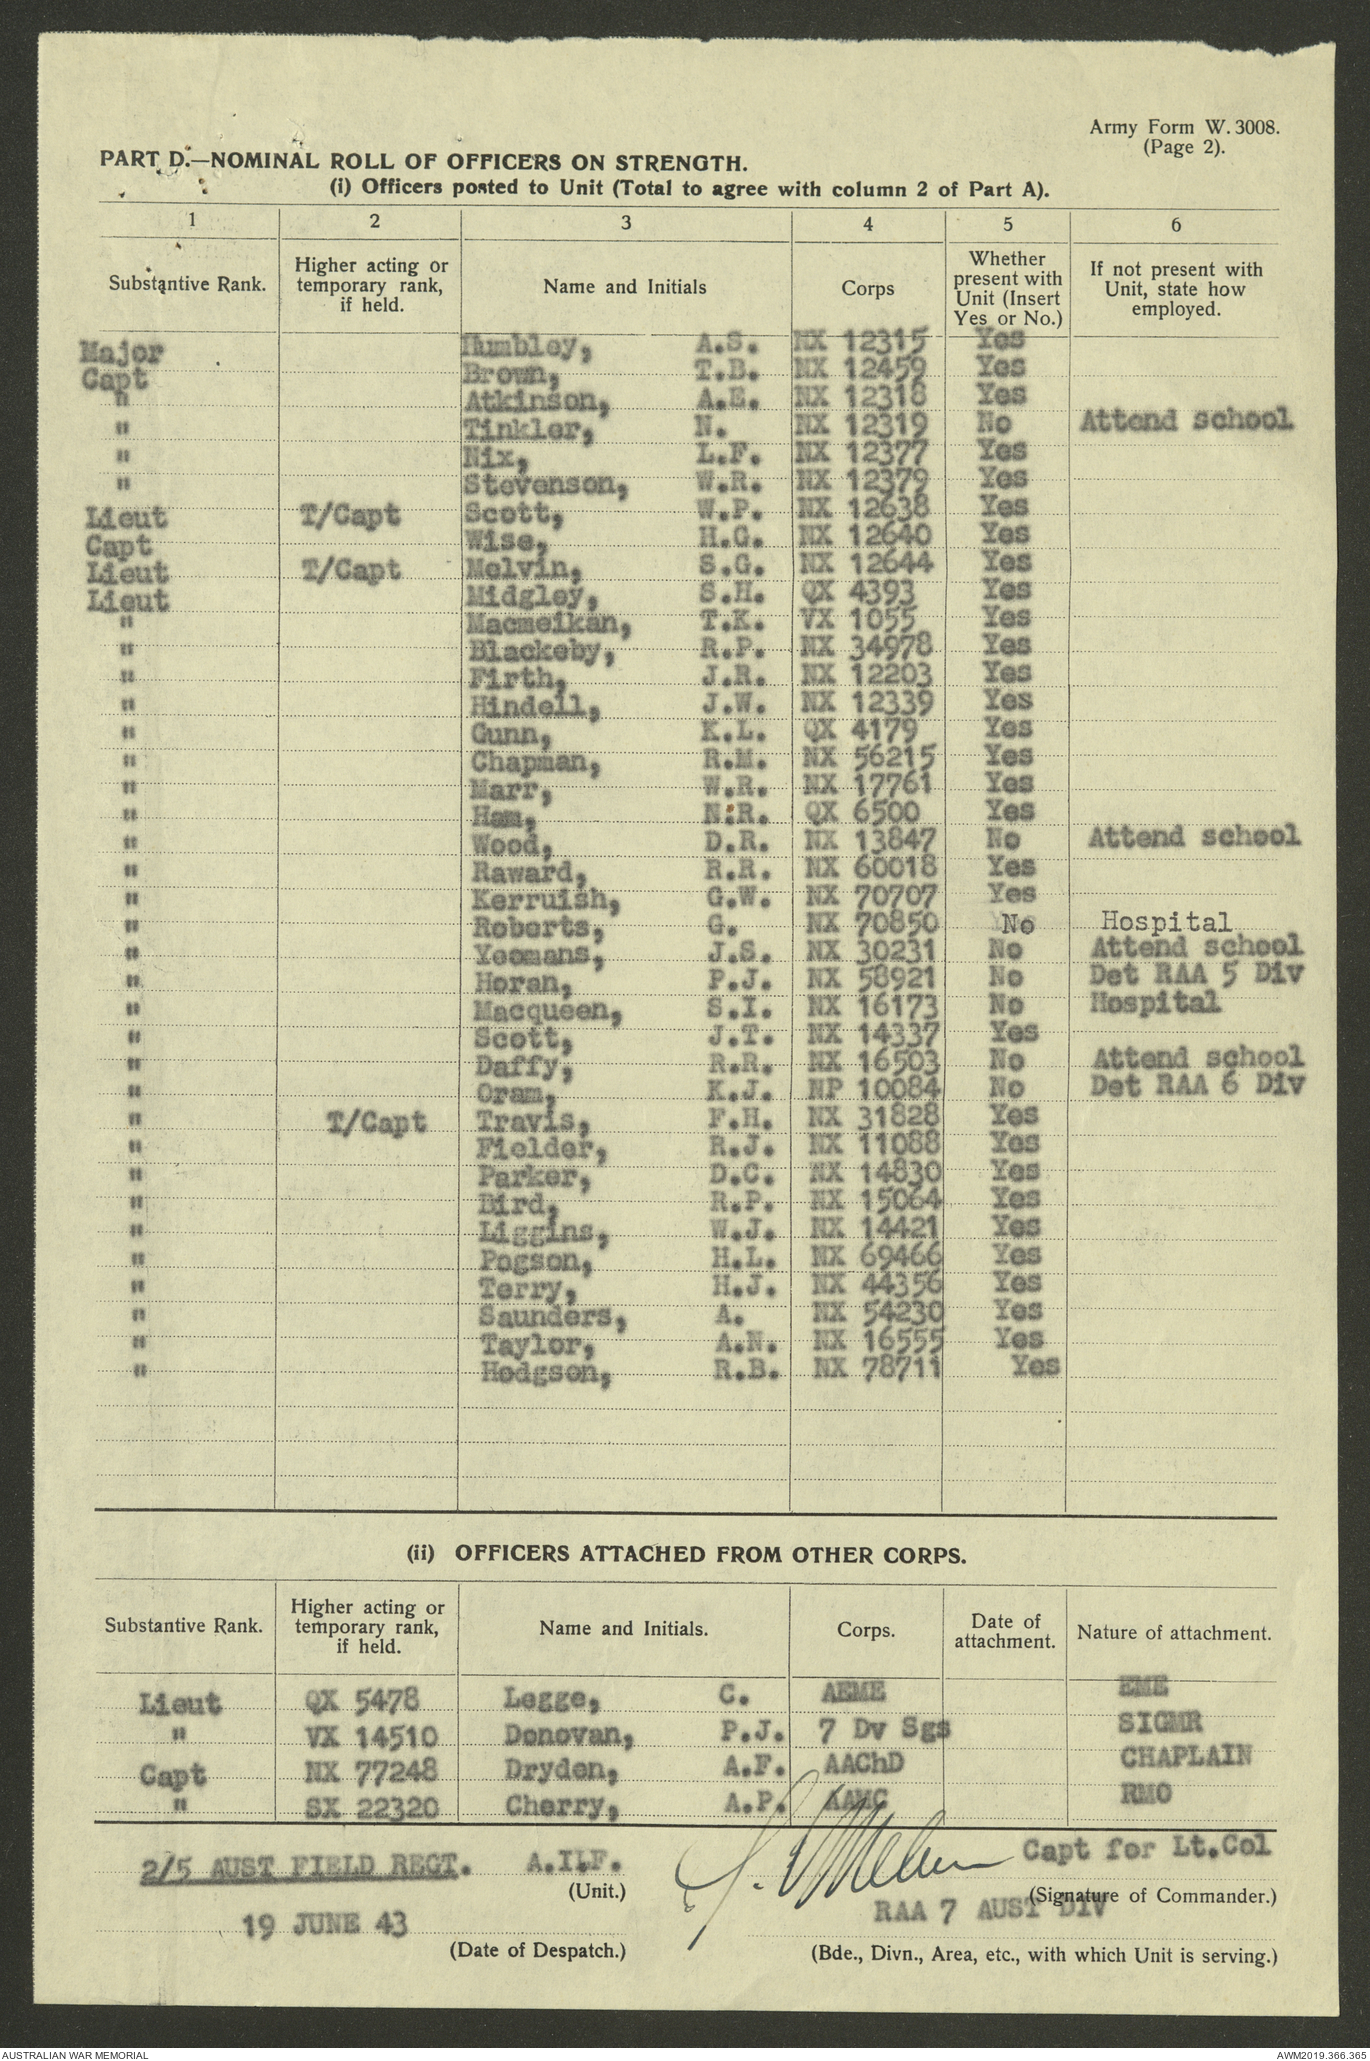 Army Form W. 3008.
(Page 2).
PART D.—NOMINAL ROLL OF OFFICERS ON STRENGTH.
(i) Officers posted to Unit (Total to agree with column 2 of Part A).
1 2 3 4 5 6
Substantive Rank. Higher acting or temporary rank, if held. Name and Initials Corps Whether present with Unit (Insert Yes or No.) If not present with Unit, state how employed.
Major Humbley, A.S. NX 12315 Yes
Capt Brown, T.B. NX 12459 Yes
" Atkinson, A.E. NX 12318 Yes
" Tinkler, N. NX 12319 No Attend school
" Nix, L.F. NX 12377 Yes
" Stevenson, W.R. NX 12379 Yes
Lieut T/Capt Scott, W.P. NX 12638 Yes
Capt Wise, H.G. NX 12640 Yes
Lieut T/Capt Melvin, S.G. NX 12644 Yes
Lieut Midgley, S.H. QX 4393 Yes
" Macmeikan, T.K. VX 1055 Yes
" Blackeby, R.P. NX 34978 Yes
" Firth, J.R. NX 12203 Yes
" Hindell, J.W. NX 12339 Yes
" Gunn, K.L. QX 4179 Yes
" Chapman, R.M. NX 56215 Yes
" Marr, W.R. NX 17761 Yes
" Ham, N.R. QX 6500 Yes
" Wood, D.R. NX 13847 No Attend school
" Raward, R.R. NX 60018 Yes
" Kerruish, G.W. NX 70707 Yes
" Roberts, G. NX 70850 No Hospital
" Yeomans, J.S. NX 30231 No Attend school
" Horan, P.J. NX 58921 No Det RAA 5 Div
" Macqueen, S.I. NX 16173 No Hospital
" Scott, J.T. NX 14337 Yes
" Daffy, R.R. NX 16503 No Attend school
" Oram, K.J. NP 10084 No Det RAA 6 Div
" T/Capt Travis, F.H. NX 31828 Yes
" Fielder, R.J. NX 11088 Yes
" Parker, D.C. NX 14830 Yes
" Bird, R.P. NX 15064 Yes
" Liggins, W.J. NX 14421 Yes
" Pogson, H.L. NX 69466 Yes
" Terry, H.J. NX 44356 Yes
" Saunders, A. NX 54230 Yes
" Taylor, A.N. NX 16555 Yes
" Hodgson, R.B. NX 78711 Yes
(ii) OFFICERS ATTACHED FROM OTHER CORPS.
Substantive Rank. Higher acting or temporary rank, if held. Name and Initials. Corps. Date of attachment. Nature of attachment.
Lieut QX 5478 Legge, C. AEME EME
" VX 14510 Donovan, P.J. 7 Dv Sgs SIGMR
Capt NX 77248 Dryden, A.F. AAChD CHAPLAIN
" SX 22320 Cherry, A.P. AAMC RMO
2/5 AUST FIELD REGT. A.I.F. Capt for Lt.Col
(Unit.) (Signature of Commander.)
19 JUNE 43 RAA 7 AUST DIV
(Date of Despatch.) (Bde., Divn., Area, etc., with which Unit is serving.)
AUSTRALIAN WAR MEMORIAL AWM2019.366.365